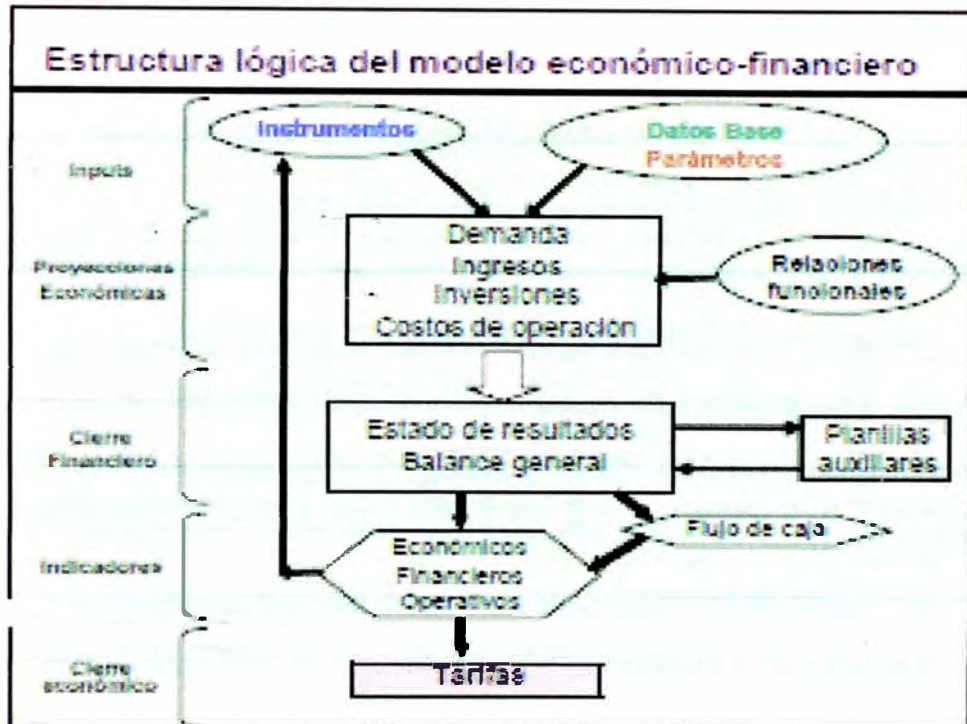 Estructura lógica del modelo económico-financiero
Inputs
Instrumentos
Datos Base
Parámetros
Proyecciones
Económicas
Demanda
Ingresos
Inversiones
Costos de operación
Relaciones
funcionales
Cierre
Financiero
Estado de resultados
Balance general
Planillas
auxiliares
Indicadores
Económicos
Financieros
Operativos
Flujo de caja
Cierre
económico
Tarifas